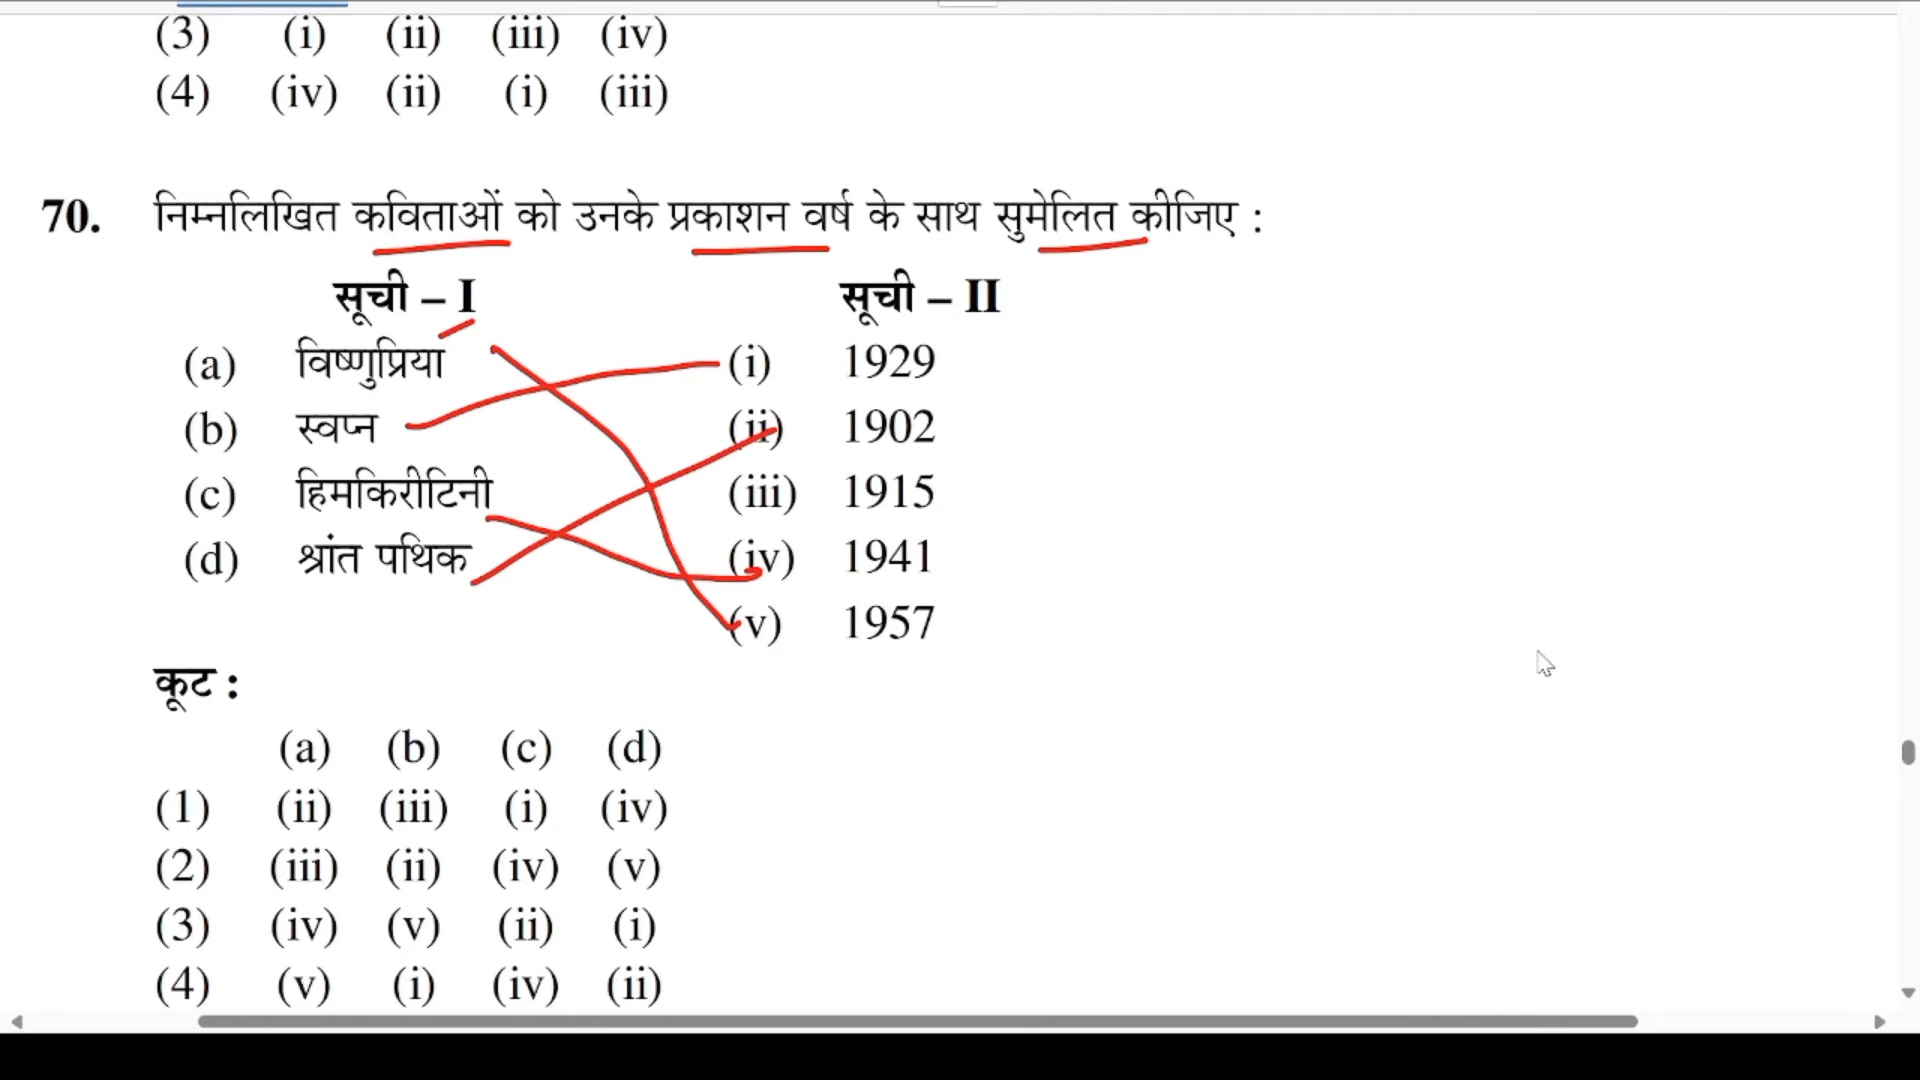 (3) (i) (ii) (iii) (iv)
(4) (iv) (ii) (i) (iii)
70. निम्नलिखित कविताओं को उनके प्रकाशन वर्ष के साथ सुमेलित कीजिए :
सूची – I सूची – II
(a) विष्णुप्रिया (i) 1929
(b) स्वप्न (ii) 1902
(c) हिमकिरीटिनी (iii) 1915
(d) श्रांत पथिक (iv) 1941
(v) 1957
कूट :
(a) (b) (c) (d)
(1) (ii) (iii) (i) (iv)
(2) (iii) (ii) (iv) (v)
(3) (iv) (v) (ii) (i)
(4) (v) (i) (iv) (ii)